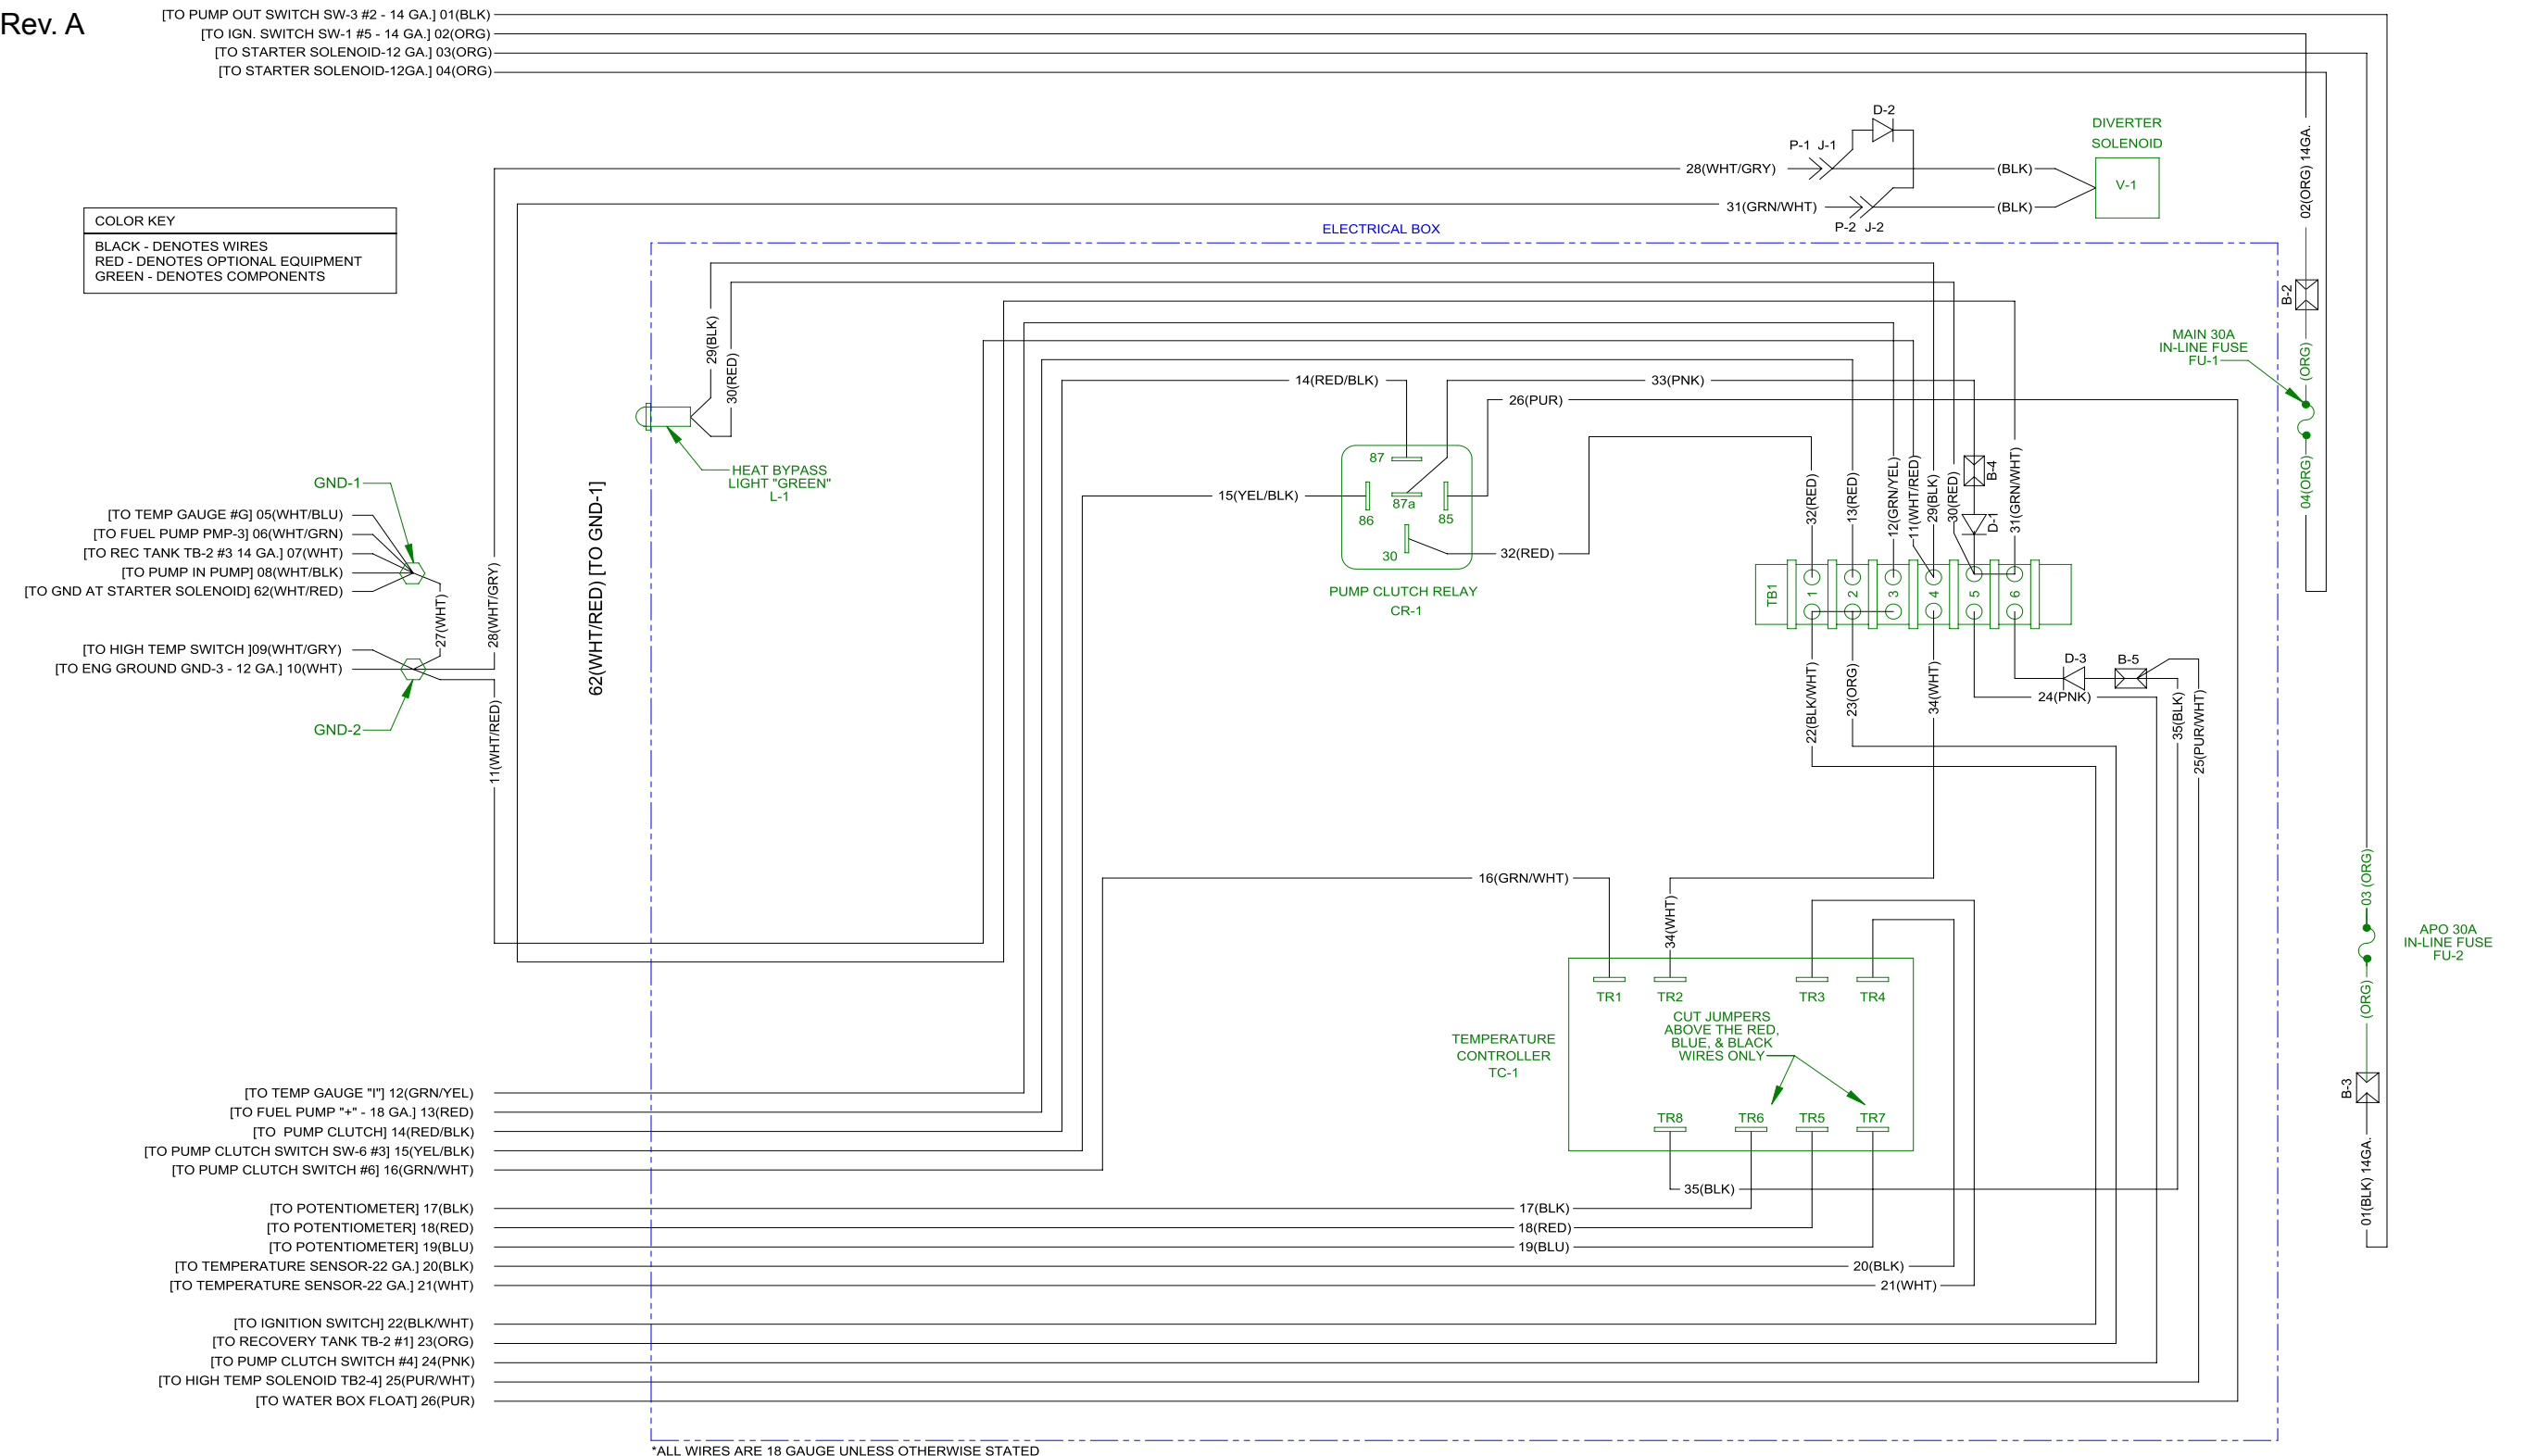 Rev. A
[TO PUMP OUT SWITCH SW-3 #2 - 14 GA.] 01(BLK)
[TO IGN. SWITCH SW-1 #5 - 14 GA.] 02(ORG)
[TO STARTER SOLENOID-12 GA.] 03(ORG)
[TO STARTER SOLENOID-12GA.] 04(ORG)
D-2
P-1 J-1
28(WHT/GRY)
(BLK)
DIVERTER
SOLENOID
V-1
31(GRN/WHT)
(BLK)
P-2 J-2
02(ORG) 14GA.
COLOR KEY
BLACK - DENOTES WIRES
RED - DENOTES OPTIONAL EQUIPMENT
GREEN - DENOTES COMPONENTS
ELECTRICAL BOX
B-2
MAIN 30A
IN-LINE FUSE
FU-1
(ORG)
04(ORG)
29(BLK)
30(RED)
HEAT BYPASS
LIGHT "GREEN"
L-1
14(RED/BLK)
33(PNK)
26(PUR)
15(YEL/BLK)
87
87a
86
85
30
32(RED)
PUMP CLUTCH RELAY
CR-1
32(RED)
13(RED)
12(GRN/YEL)
11(WHT/RED)
29(BLK)
30(RED)
B-4
D-1
31(GRN/WHT)
TB1
1
2
3
4
5
6
GND-1
[TO TEMP GAUGE #G] 05(WHT/BLU)
[TO FUEL PUMP PMP-3] 06(WHT/GRN)
[TO REC TANK TB-2 #3 14 GA.] 07(WHT)
[TO PUMP IN PUMP] 08(WHT/BLK)
[TO GND AT STARTER SOLENOID] 62(WHT/RED)
27(WHT)
28(WHT/GRY)
62(WHT/RED) [TO GND-1]
[TO HIGH TEMP SWITCH ]09(WHT/GRY)
[TO ENG GROUND GND-3 - 12 GA.] 10(WHT)
GND-2
11(WHT/RED)
22(BLK/WHT)
23(ORG)
34(WHT)
D-3
B-5
24(PNK)
35(BLK)
25(PUR/WHT)
16(GRN/WHT)
34(WHT)
03 (ORG)
APO 30A
IN-LINE FUSE
FU-2
(ORG)
B-3
01(BLK) 14GA.
TR1
TR2
TR3
TR4
CUT JUMPERS
ABOVE THE RED,
BLUE, & BLACK
WIRES ONLY
TEMPERATURE
CONTROLLER
TC-1
TR8
TR6
TR5
TR7
35(BLK)
[TO TEMP GAUGE "I"] 12(GRN/YEL)
[TO FUEL PUMP "+" - 18 GA.] 13(RED)
[TO PUMP CLUTCH] 14(RED/BLK)
[TO PUMP CLUTCH SWITCH SW-6 #3] 15(YEL/BLK)
[TO PUMP CLUTCH SWITCH #6] 16(GRN/WHT)
[TO POTENTIOMETER] 17(BLK)
17(BLK)
[TO POTENTIOMETER] 18(RED)
18(RED)
[TO POTENTIOMETER] 19(BLU)
19(BLU)
[TO TEMPERATURE SENSOR-22 GA.] 20(BLK)
20(BLK)
[TO TEMPERATURE SENSOR-22 GA.] 21(WHT)
21(WHT)
[TO IGNITION SWITCH] 22(BLK/WHT)
[TO RECOVERY TANK TB-2 #1] 23(ORG)
[TO PUMP CLUTCH SWITCH #4] 24(PNK)
[TO HIGH TEMP SOLENOID TB2-4] 25(PUR/WHT)
[TO WATER BOX FLOAT] 26(PUR)
*ALL WIRES ARE 18 GAUGE UNLESS OTHERWISE STATED